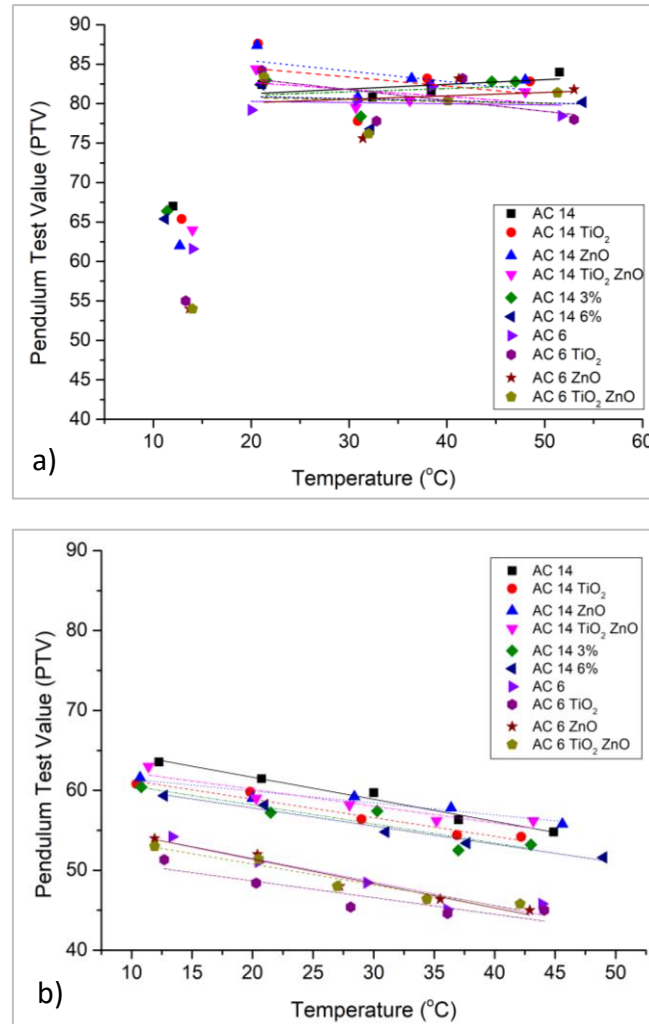 90
85
80
75
70
65
60
55
50
45
40
Pendulum Test Value (PTV)
AC 14
AC 14 TiO₂
AC 14 ZnO
AC 14 TiO₂ ZnO
AC 14 3%
AC 14 6%
AC 6
AC 6 TiO₂
AC 6 ZnO
AC 6 TiO₂ ZnO
10 20 30 40 50 60
a)
Temperature (°C)
90
80
70
60
50
40
Pendulum Test Value (PTV)
AC 14
AC 14 TiO₂
AC 14 ZnO
AC 14 TiO₂ ZnO
AC 14 3%
AC 14 6%
AC 6
AC 6 TiO₂
AC 6 ZnO
AC 6 TiO₂ ZnO
10 15 20 25 30 35 40 45 50
b)
Temperature (°C)